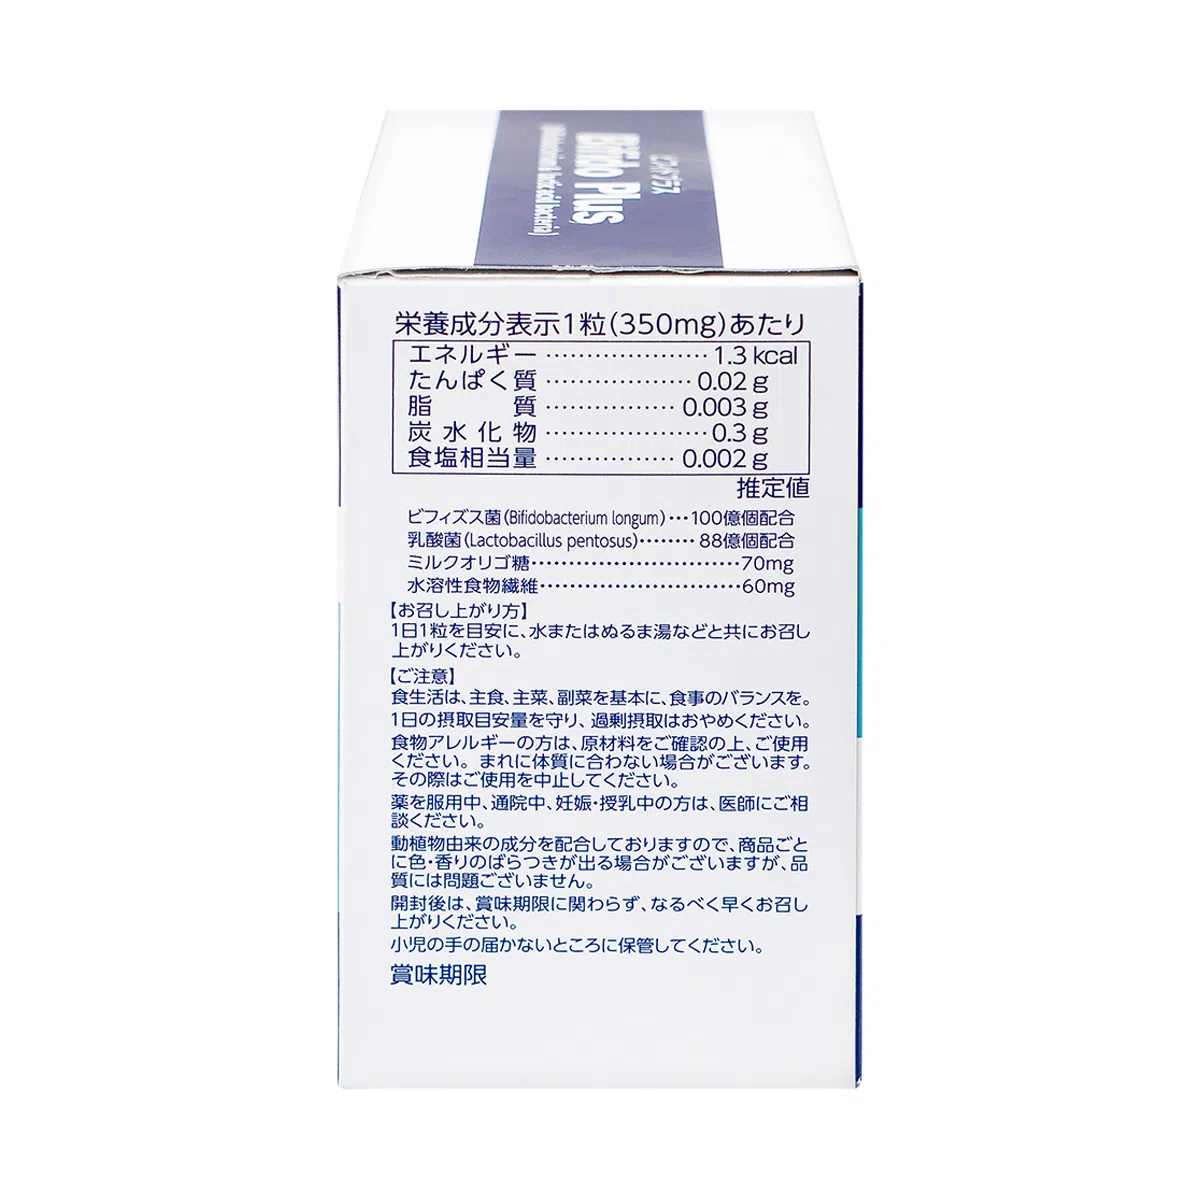 ビフィドプラス
Bifido Plus
(Bifidobacterium & lactic acid bacteria)
栄養成分表示1粒(350mg)あたり
エネルギー…………………1.3 kcal
たんぱく質………………0.02 g
脂　　質……………0.003 g
炭水化物…………………0.3 g
食塩相当量……………0.002 g
推定値
ビフィズス菌(Bifidobacterium longum)…100億個配合
乳酸菌(Lactobacillus pentosus)………88億個配合
ミルクオリゴ糖…………………………70mg
水溶性食物繊維…………………………60mg
【お召し上がり方】
1日1粒を目安に、水またはぬるま湯などと共にお召し
上がりください。
【ご注意】
食生活は、主食、主菜、副菜を基本に、食事のバランスを。
1日の摂取目安量を守り、過剰摂取はおやめください。
食物アレルギーの方は、原材料をご確認の上、ご使用
ください。まれに体質に合わない場合がございます。
その際はご使用を中止してください。
薬を服用中、通院中、妊娠・授乳中の方は、医師にご相
談ください。
動植物由来の成分を配合しておりますので、商品ごと
に色・香りのばらつきが出る場合がございますが、品
質には問題ございません。
開封後は、賞味期限に関わらず、なるべく早くお召し
上がりください。
小児の手の届かないところに保管してください。
賞味期限